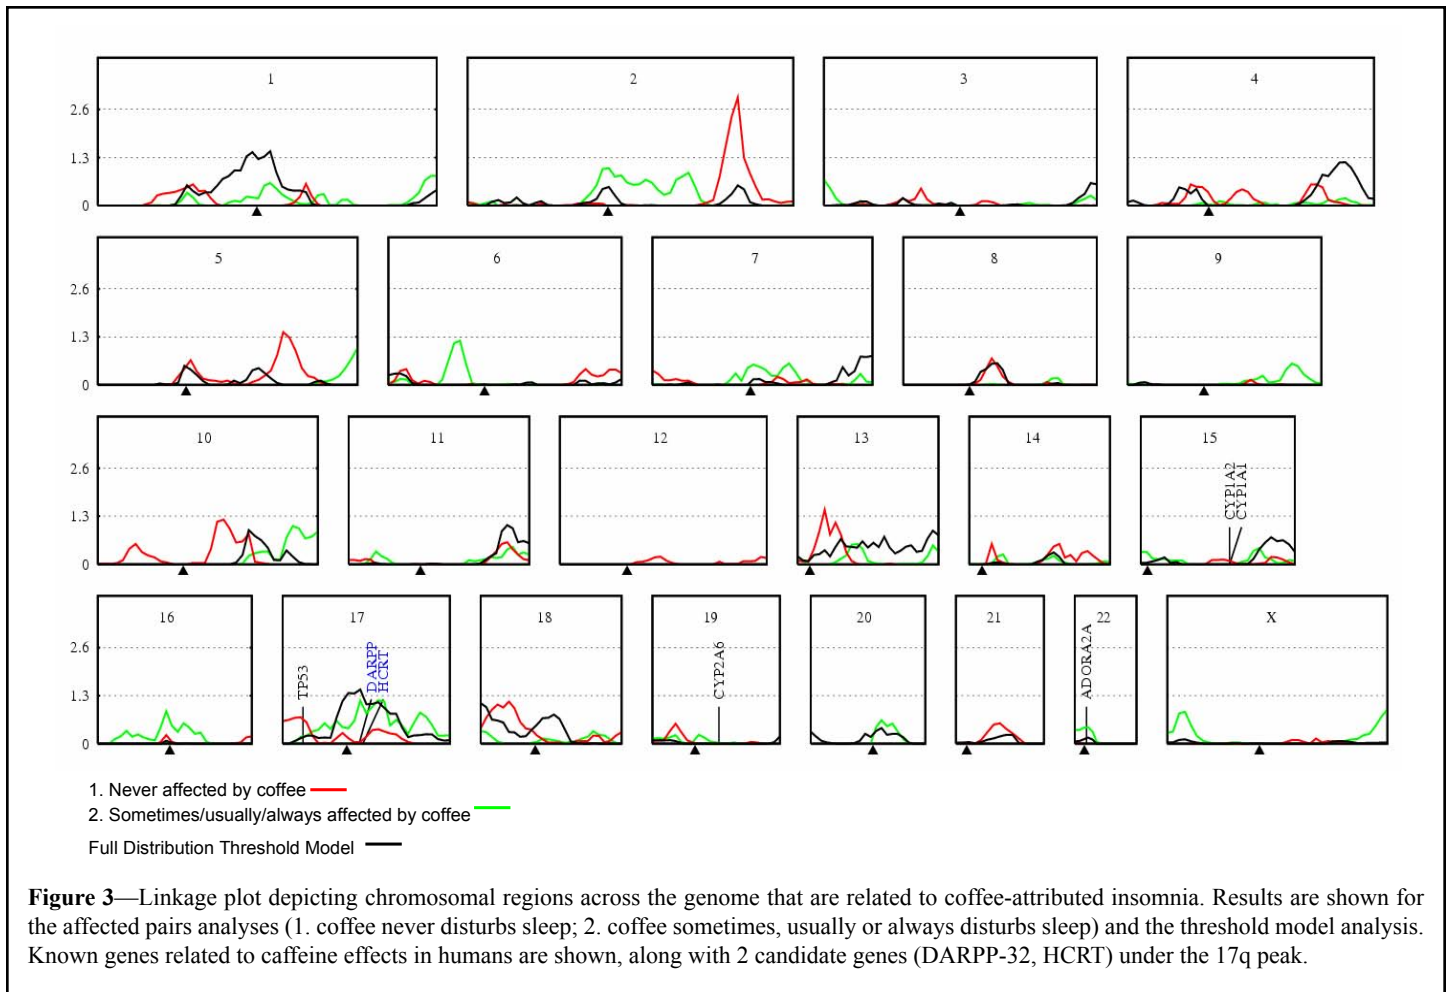 1
2
3
4
2.6
1.3
0
5
6
7
8
9
2.6
1.3
0
10
11
12
13
14
15
2.6
1.3
0
CYP1A2
CYP1A1
16
17
18
19
20
21
22
X
2.6
1.3
0
TP53
DARPP
HCRT
CYP2A6
ADORA2A
1. Never affected by coffee
2. Sometimes/usually/always affected by coffee
Full Distribution Threshold Model
Figure 3—Linkage plot depicting chromosomal regions across the genome that are related to coffee-attributed insomnia. Results are shown for
the affected pairs analyses (1. coffee never disturbs sleep; 2. coffee sometimes, usually or always disturbs sleep) and the threshold model analysis.
Known genes related to caffeine effects in humans are shown, along with 2 candidate genes (DARPP-32, HCRT) under the 17q peak.